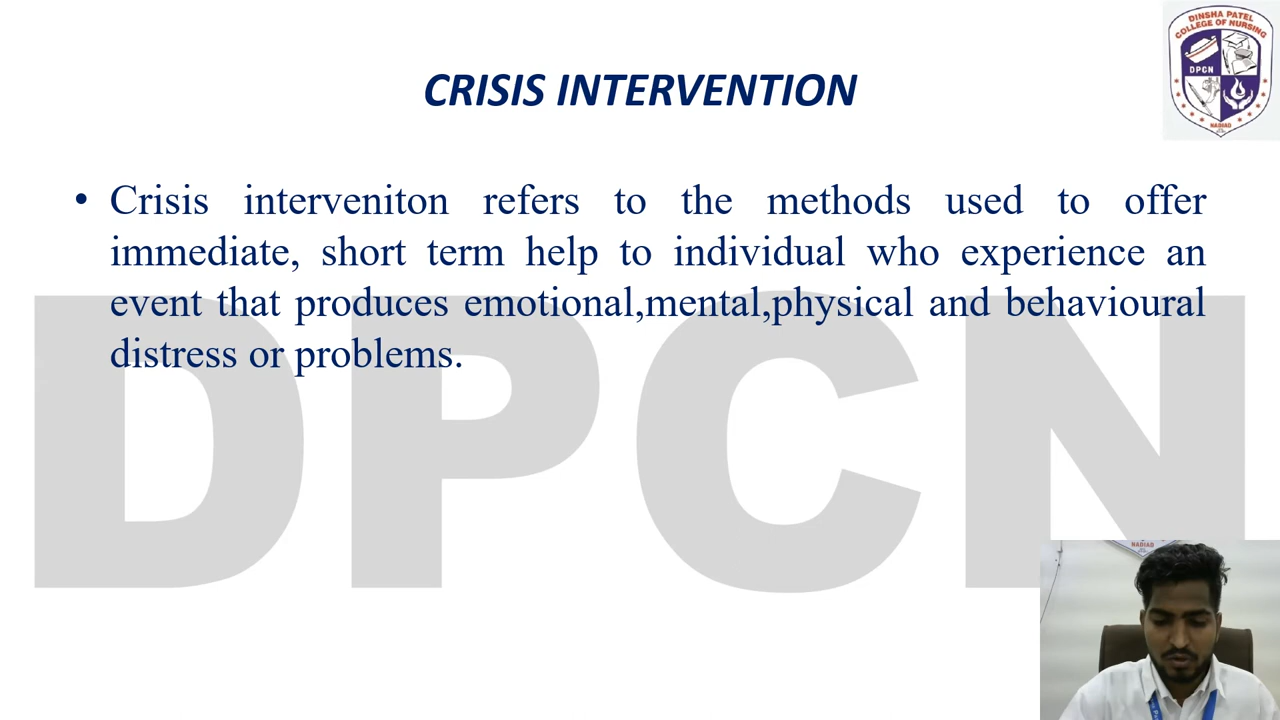 DINSHA PATEL
COLLEGE OF NURSING
DPCN
NADIAD
CRISIS INTERVENTION
• Crisis interveniton refers to the methods used to offer
immediate, short term help to individual who experience an
event that produces emotional,mental,physical and behavioural
distress or problems.
DPCN
NADIAD